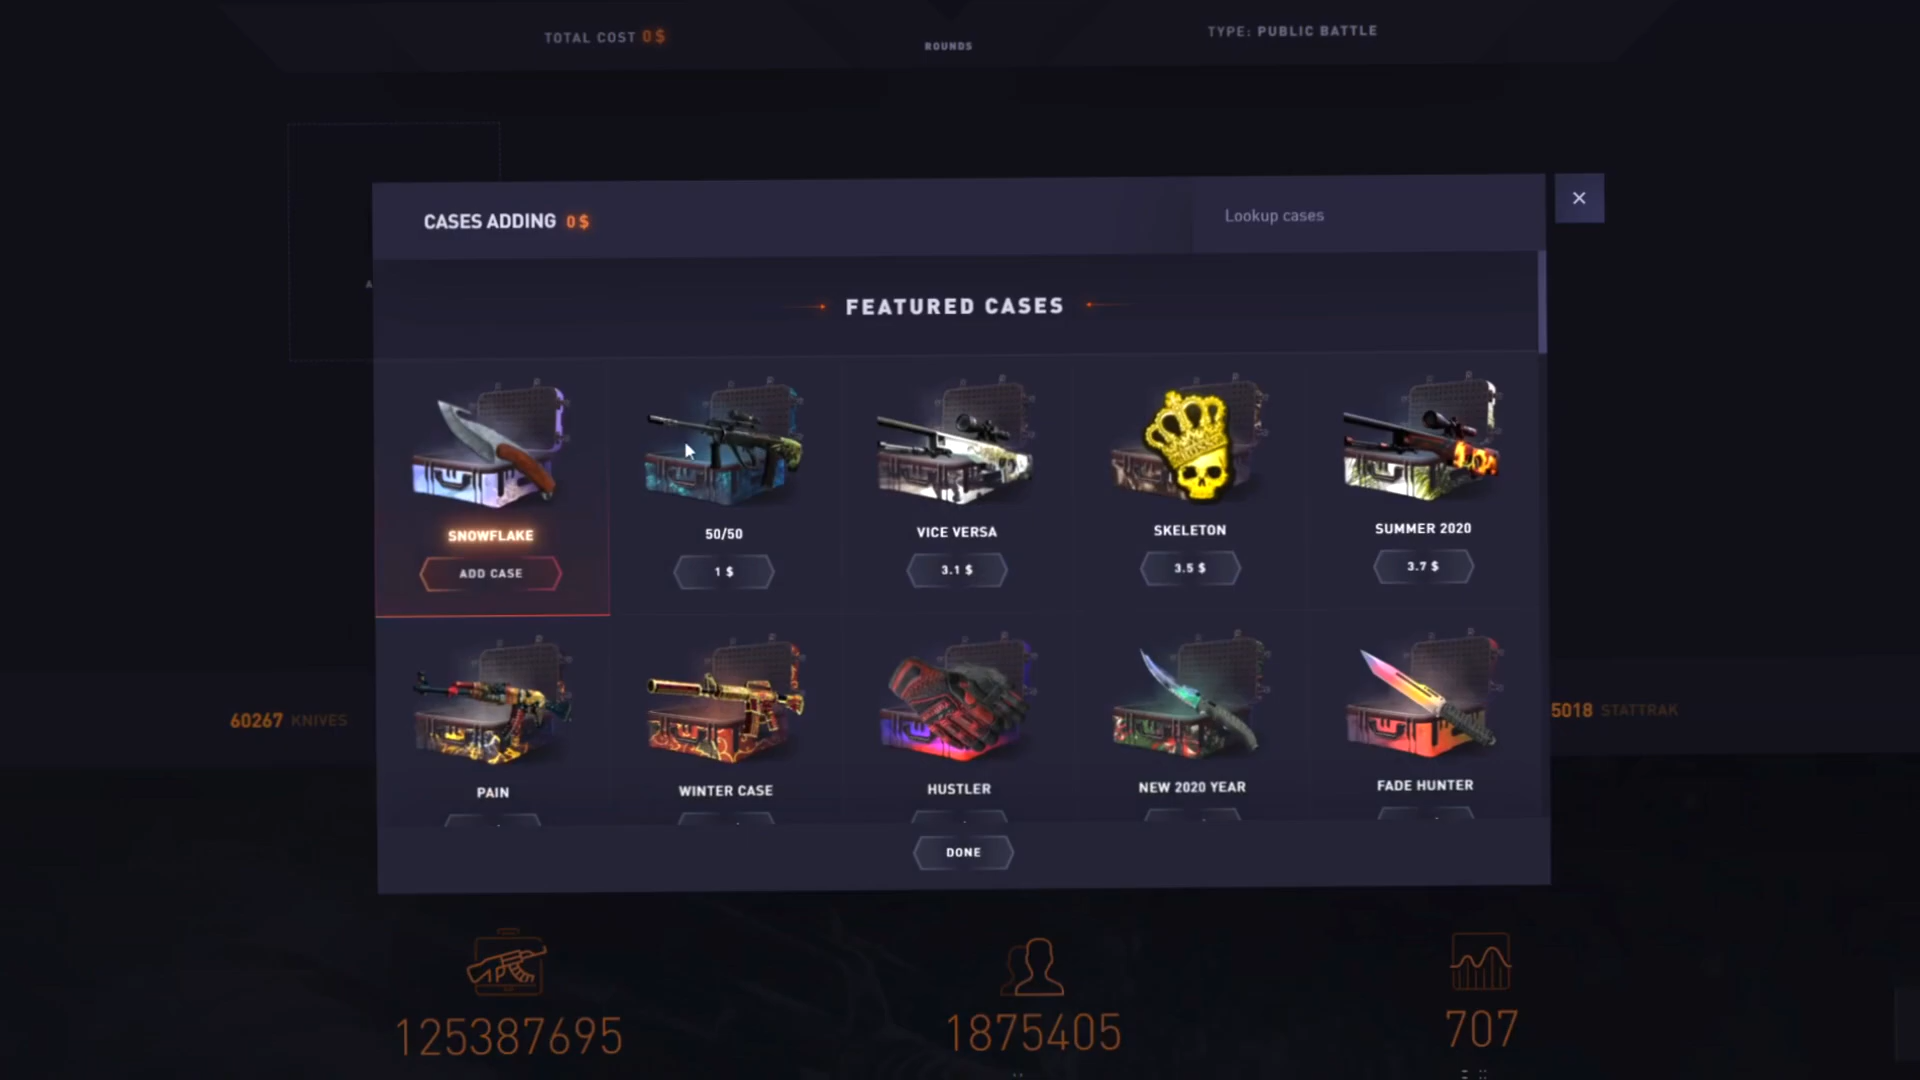 TOTAL COST 0 $
ROUNDS
TYPE: PUBLIC BATTLE
CASES ADDING 0 $
Lookup cases
FEATURED CASES
SNOWFLAKE
50/50
VICE VERSA
SKELETON
SUMMER 2020
ADD CASE
1 $
3.1 $
3.5 $
3.7 $
60267 KNIVES
5018 STATTRAK
PAIN
WINTER CASE
HUSTLER
NEW 2020 YEAR
FADE HUNTER
DONE
125387695
1875405
707